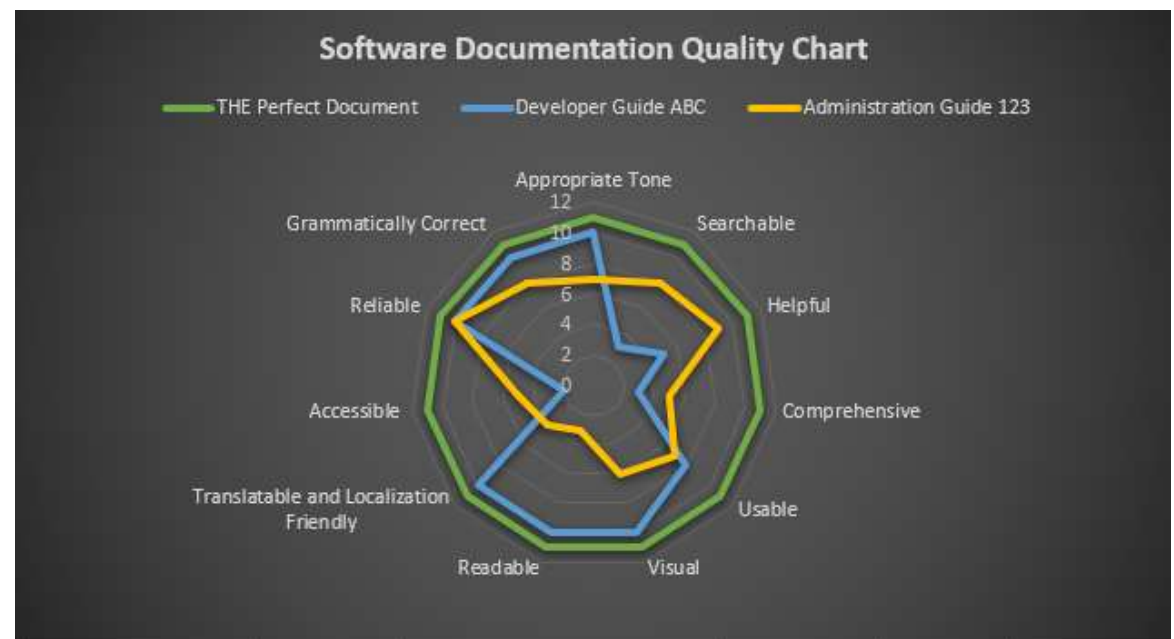 Software Documentation Quality Chart
THE Perfect Document
Developer Guide ABC
Administration Guide 123
Appropriate Tone
12
Grammatically Correct
Searchable
10
8
Reliable
6
Helpful
4
2
0
Accessible
Comprehensive
Translatable and Localization
Friendly
Usable
Readable
Visual